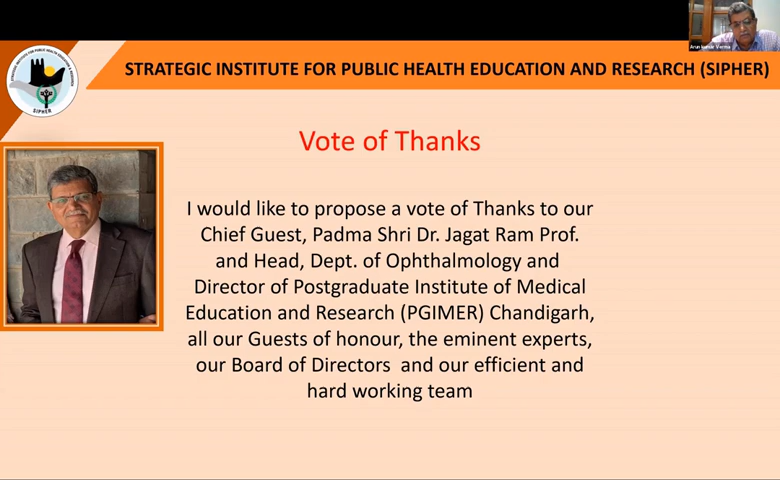 Arun kumar Verma
STRATEGIC INSTITUTE FOR PUBLIC HEALTH EDUCATION AND RESEARCH (SIPHER)
SIPHER
Vote of Thanks
I would like to propose a vote of Thanks to our
Chief Guest, Padma Shri Dr. Jagat Ram Prof.
and Head, Dept. of Ophthalmology and
Director of Postgraduate Institute of Medical
Education and Research (PGIMER) Chandigarh,
all our Guests of honour, the eminent experts,
our Board of Directors  and our efficient and
hard working team